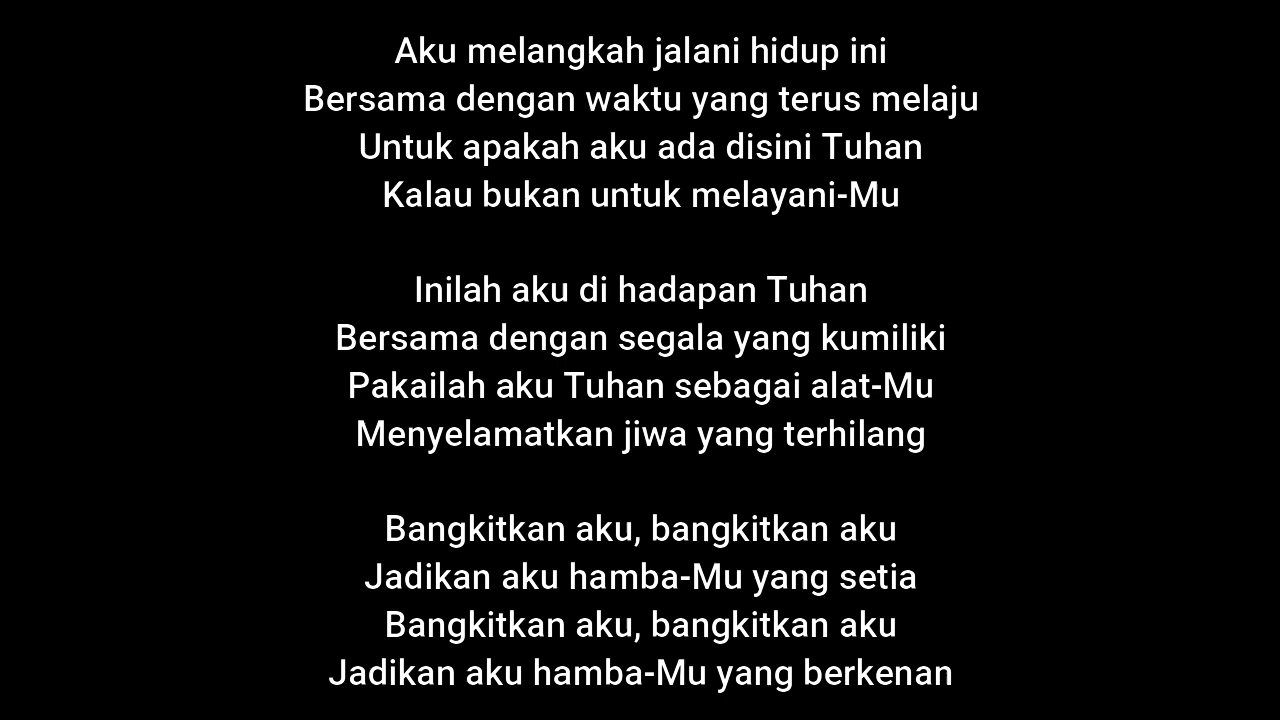 Aku melangkah jalani hidup ini
Bersama dengan waktu yang terus melaju
Untuk apakah aku ada disini Tuhan
Kalau bukan untuk melayani-Mu
Inilah aku di hadapan Tuhan
Bersama dengan segala yang kumiliki
Pakailah aku Tuhan sebagai alat-Mu
Menyelamatkan jiwa yang terhilang
Bangkitkan aku, bangkitkan aku
Jadikan aku hamba-Mu yang setia
Bangkitkan aku, bangkitkan aku
Jadikan aku hamba-Mu yang berkenan